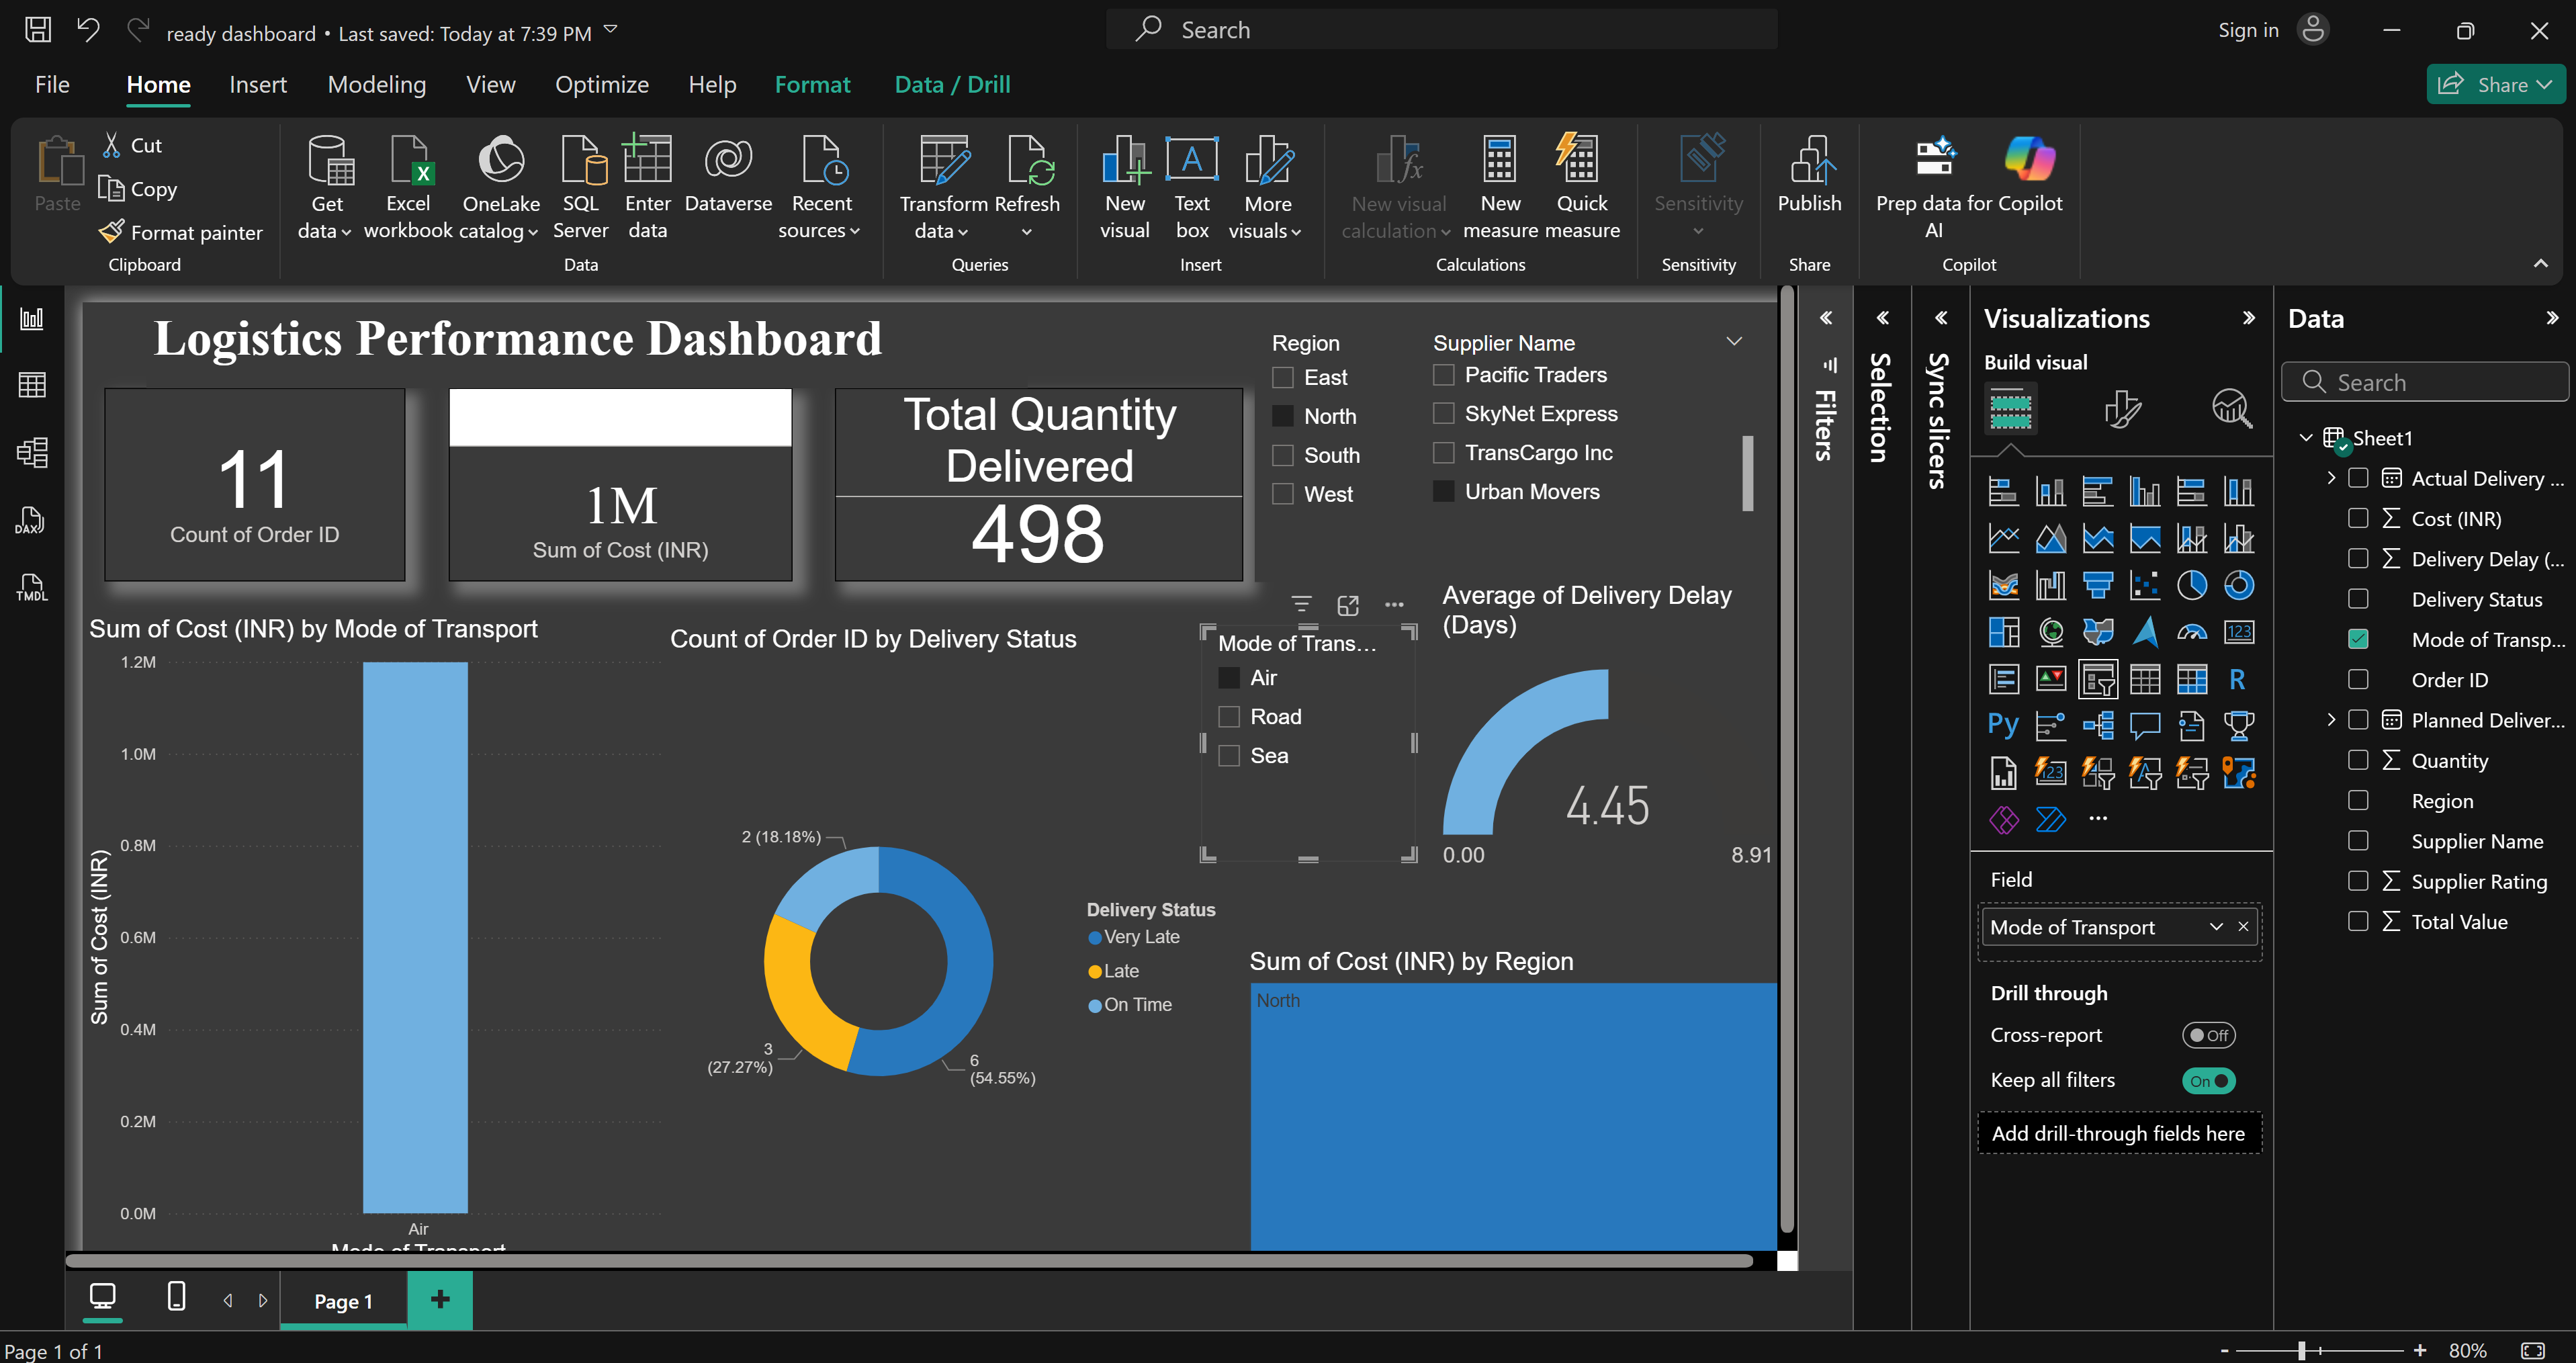 ready dashboard • Last saved: Today at 7:39 PM
Search
Sign in
File
Home
Insert
Modeling
View
Optimize
Help
Format
Data / Drill
Share
Paste
Cut
Copy
Format painter
Clipboard
Get data
Excel workbook
OneLake catalog
SQL Server
Enter data
Dataverse
Recent sources
Data
Transform data
Refresh
Queries
New visual
Text box
More visuals
Insert
New visual calculation
New measure
Quick measure
Calculations
Sensitivity
Sensitivity
Publish
Share
Prep data for AI
Copilot
Copilot
DAX
TMDL
Logistics Performance Dashboard
11
Count of Order ID
1M
Sum of Cost (INR)
Total Quantity
Delivered
498
Region
East
North
South
West
Supplier Name
Pacific Traders
SkyNet Express
TransCargo Inc
Urban Movers
Sum of Cost (INR) by Mode of Transport
1.2M
1.0M
0.8M
0.6M
0.4M
0.2M
0.0M
Sum of Cost (INR)
Air
Mode of Transport
Count of Order ID by Delivery Status
2 (18.18%)
3
(27.27%)
6
(54.55%)
Delivery Status
Very Late
Late
On Time
Mode of Trans...
Air
Road
Sea
Average of Delivery Delay
(Days)
4.45
0.00
8.91
Sum of Cost (INR) by Region
North
Filters
Selection
Sync slicers
Visualizations
Build visual
123
R
Py
123
Field
Mode of Transport
Drill through
Cross-report
Off
Keep all filters
On
Add drill-through fields here
Data
Search
Sheet1
Actual Delivery ...
Cost (INR)
Delivery Delay (...
Delivery Status
Mode of Transp...
Order ID
Planned Deliver...
Quantity
Region
Supplier Name
Supplier Rating
Total Value
Page 1
Page 1 of 1
80%